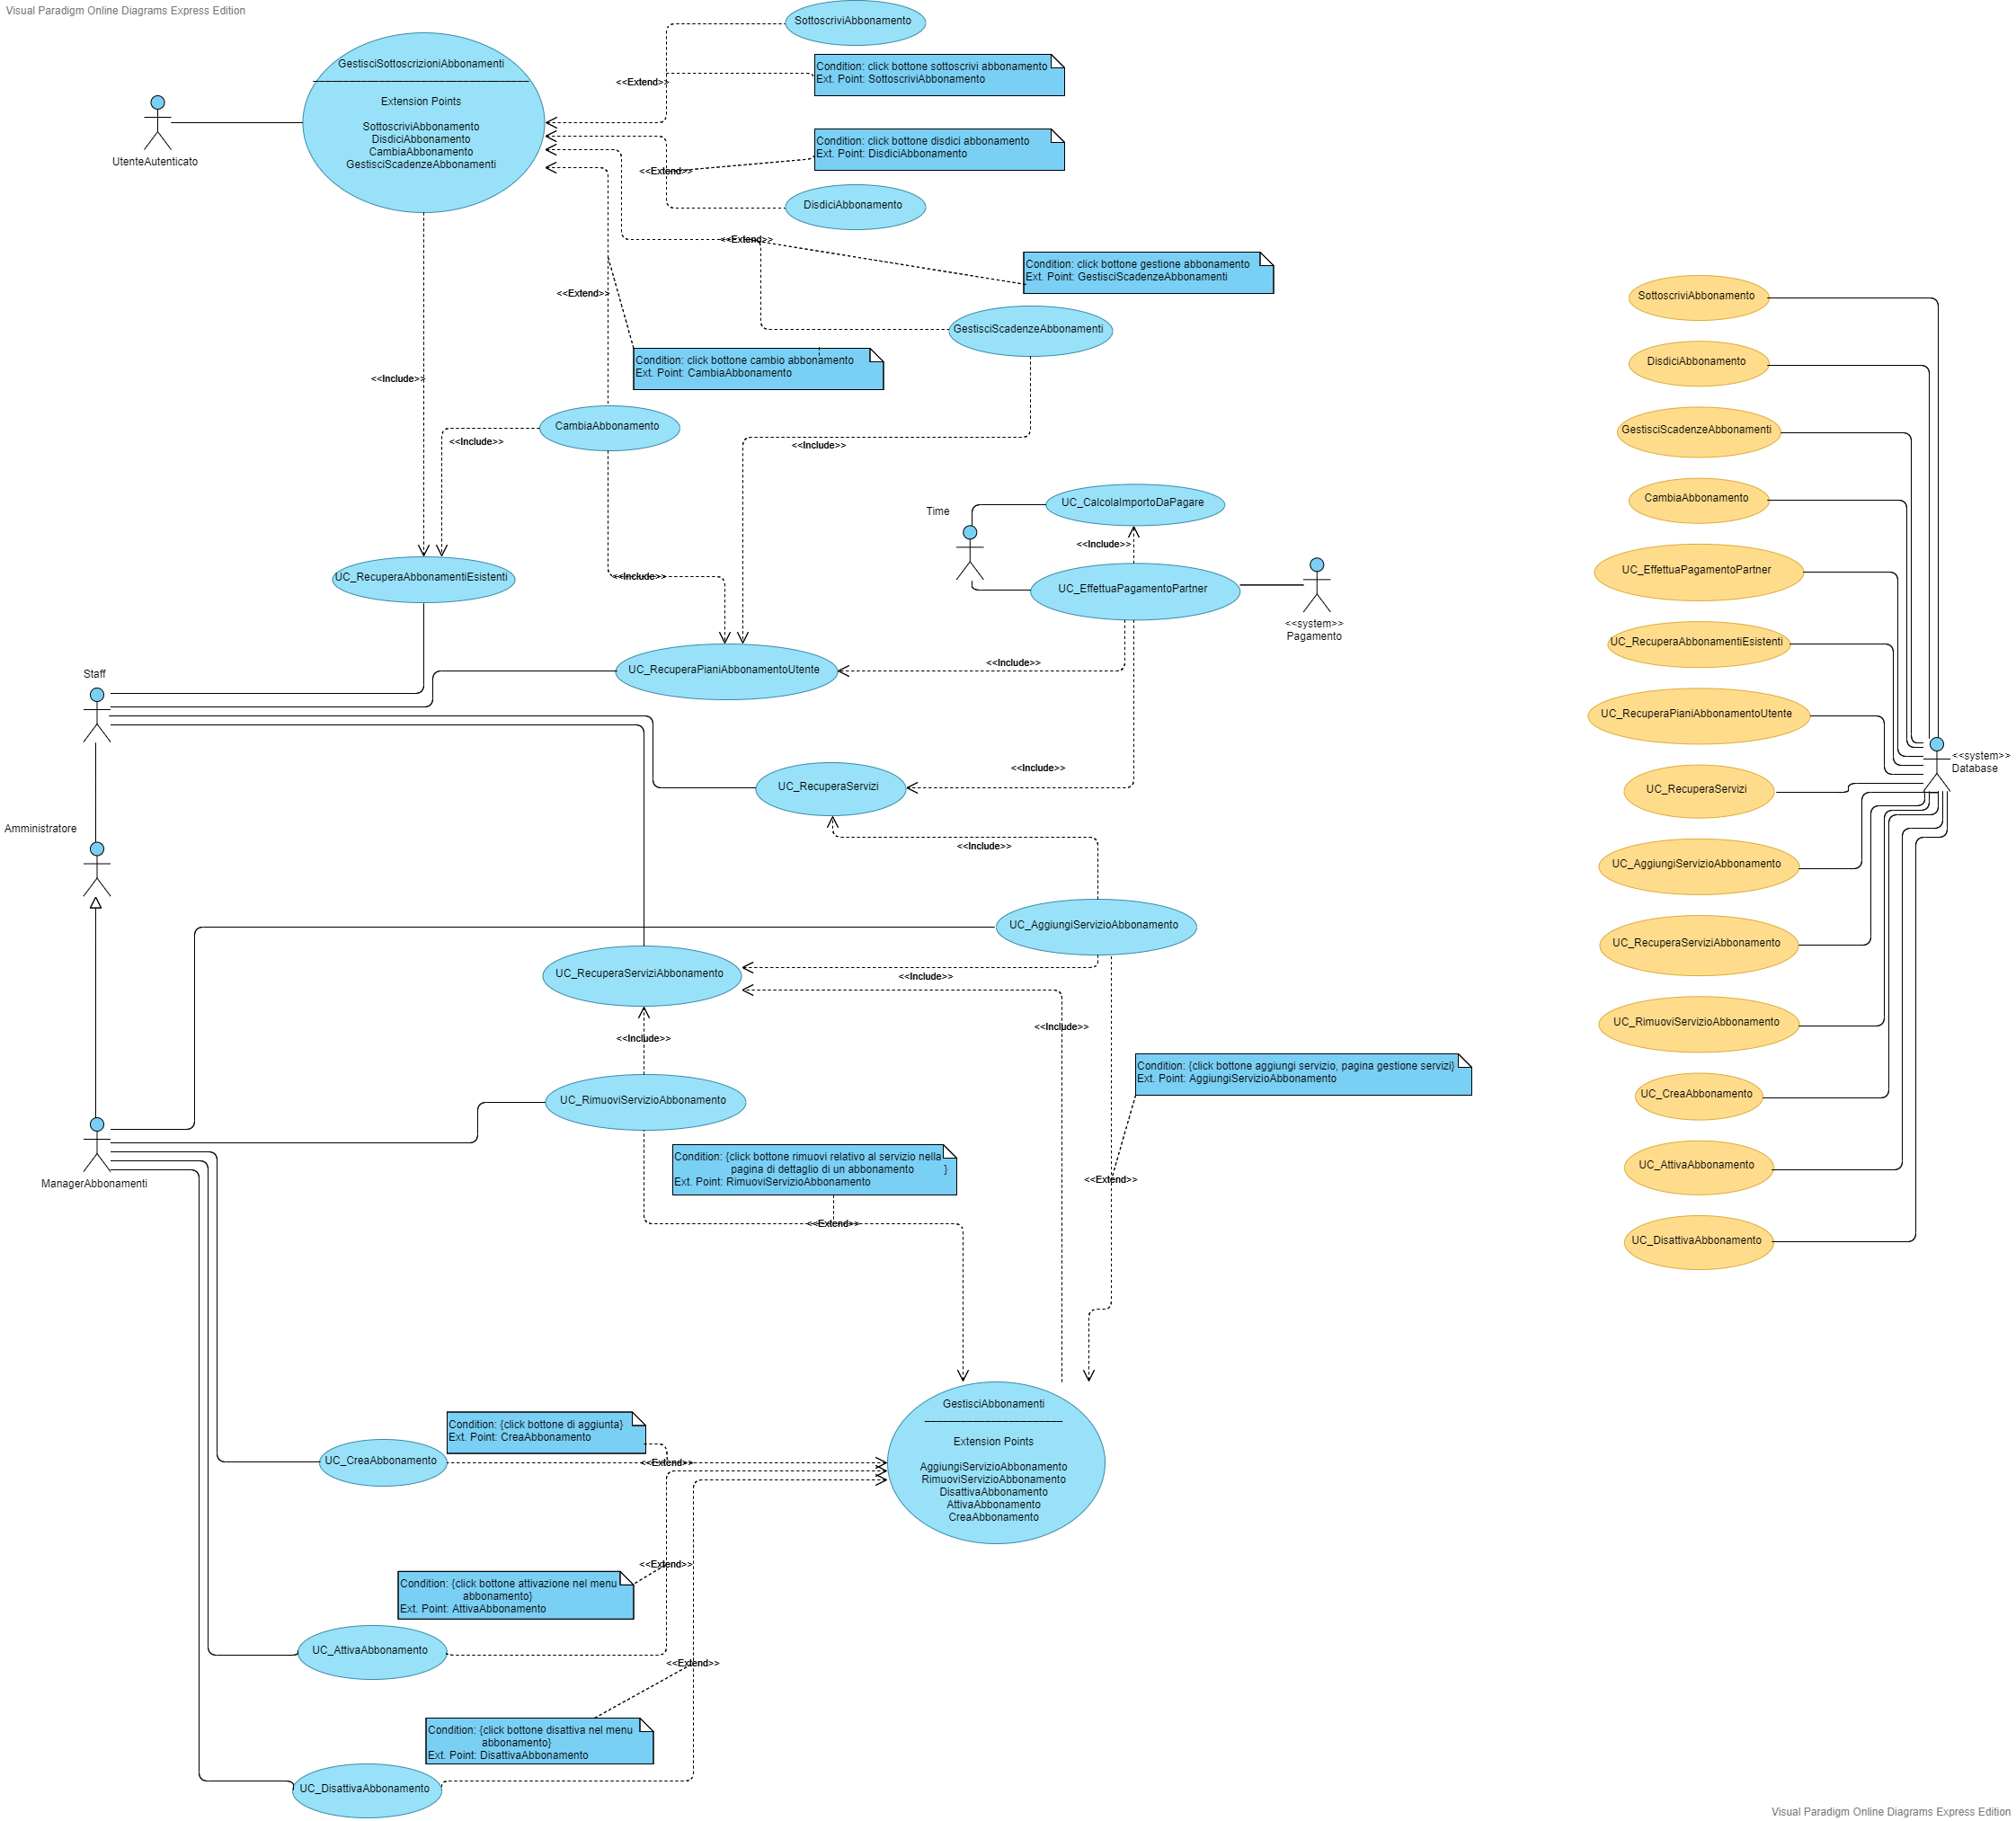 Visual Paradigm Online Diagrams Express Edition
SottoscriviAbbonamento
GestisciSottoscrizioniAbbonamenti
Extension Points
SottoscriviAbbonamento
DisdiciAbbonamento
CambiaAbbonamento
GestisciScadenzeAbbonamenti
UtenteAutenticato
<<Extend>>
Condition: click bottone sottoscrivi abbonamento
Ext. Point: SottoscriviAbbonamento
Condition: click bottone disdici abbonamento
Ext. Point: DisdiciAbbonamento
<<Extend>>
DisdiciAbbonamento
<<Extend>>
Condition: click bottone gestione abbonamento
Ext. Point: GestisciScadenzeAbbonamenti
<<Extend>>
GestisciScadenzeAbbonamenti
Condition: click bottone cambio abbonamento
Ext. Point: CambiaAbbonamento
<<Include>>
CambiaAbbonamento
<<Include>>
<<Include>>
Time
UC_CalcolaImportoDaPagare
<<Include>>
UC_RecuperaAbbonamentiEsistenti
<<Include>>
UC_EffettuaPagamentoPartner
<<system>>
Pagamento
<<Include>>
UC_RecuperaPianiAbbonamentoUtente
Staff
<<Include>>
UC_RecuperaServizi
Amministratore
<<Include>>
UC_AggiungiServizioAbbonamento
UC_RecuperaServiziAbbonamento
<<Include>>
<<Include>>
<<Include>>
Condition: {click bottone aggiungi servizio, pagina gestione servizi}
Ext. Point: AggiungiServizioAbbonamento
UC_RimuoviServizioAbbonamento
ManagerAbbonamenti
Condition: {click bottone rimuovi relativo al servizio nella
pagina di dettaglio di un abbonamento }
Ext. Point: RimuoviServizioAbbonamento
<<Extend>>
<<Extend>>
GestisciAbbonamenti
Extension Points
AggiungiServizioAbbonamento
RimuoviServizioAbbonamento
DisattivaAbbonamento
AttivaAbbonamento
CreaAbbonamento
Condition: {click bottone di aggiunta}
Ext. Point: CreaAbbonamento
UC_CreaAbbonamento
<<Extend>>
<<Extend>>
Condition: {click bottone attivazione nel menu
abbonamento}
Ext. Point: AttivaAbbonamento
UC_AttivaAbbonamento
<<Extend>>
Condition: {click bottone disattiva nel menu
abbonamento}
Ext. Point: DisattivaAbbonamento
UC_DisattivaAbbonamento
SottoscriviAbbonamento
DisdiciAbbonamento
GestisciScadenzeAbbonamenti
CambiaAbbonamento
UC_EffettuaPagamentoPartner
UC_RecuperaAbbonamentiEsistenti
UC_RecuperaPianiAbbonamentoUtente
<<system>>
Database
UC_RecuperaServizi
UC_AggiungiServizioAbbonamento
UC_RecuperaServiziAbbonamento
UC_RimuoviServizioAbbonamento
UC_CreaAbbonamento
UC_AttivaAbbonamento
UC_DisattivaAbbonamento
Visual Paradigm Online Diagrams Express Edition